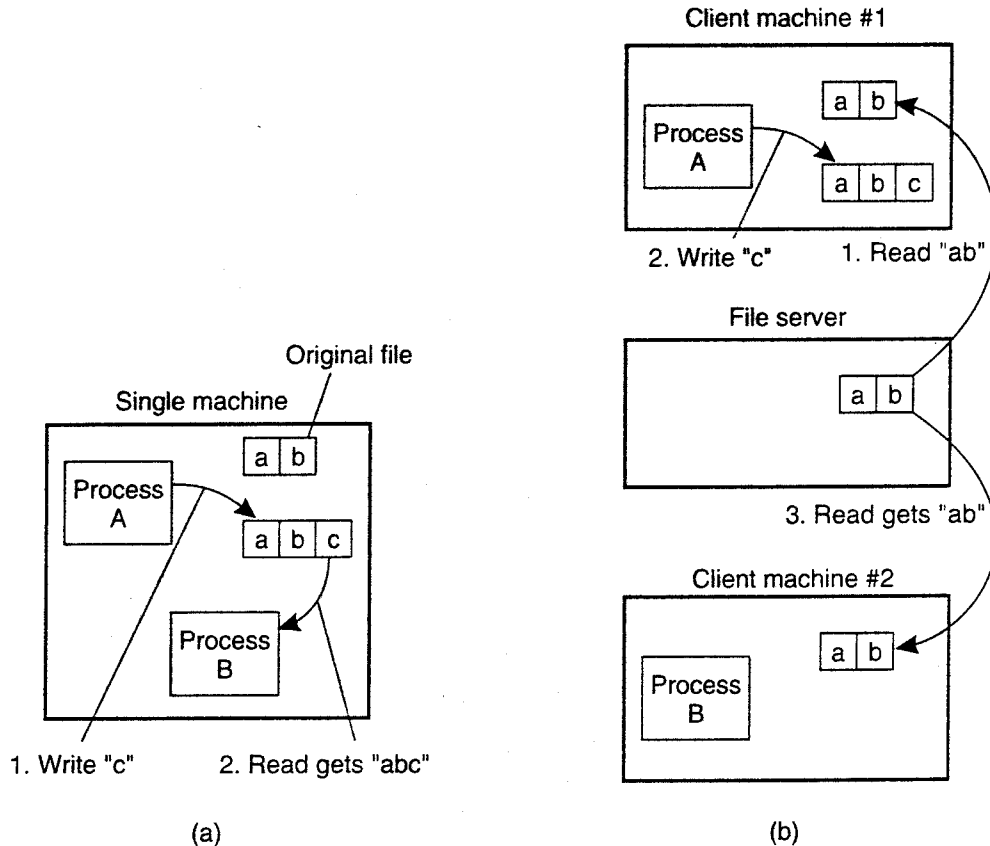 Original file
Single machine
a b
Process
A
a b c
Process
B
1. Write "c"
2. Read gets "abc"
(a)
Client machine #1
a b
Process
A
a b c
2. Write "c"
1. Read "ab"
File server
a b
3. Read gets "ab"
Client machine #2
a b
Process
B
(b)